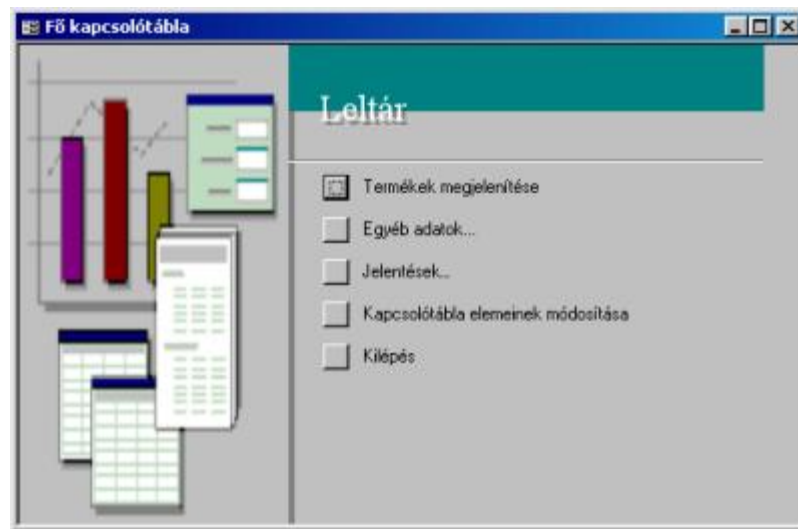 Fő kapcsolótábla
Leltár
Termékek megjelenítése
Egyéb adatok...
Jelentések...
Kapcsolótábla elemeinek módosítása
Kilépés